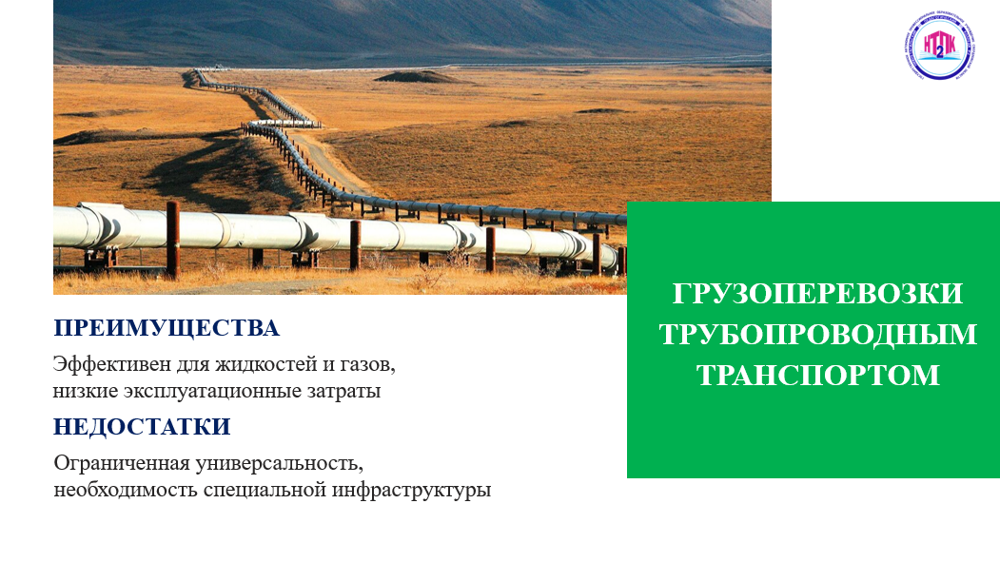 НТПК
2
ГРУЗОПЕРЕВОЗКИ
ТРУБОПРОВОДНЫМ
ТРАНСПОРТОМ
ПРЕИМУЩЕСТВА
Эффективен для жидкостей и газов,
низкие эксплуатационные затраты
НЕДОСТАТКИ
Ограниченная универсальность,
необходимость специальной инфраструктуры